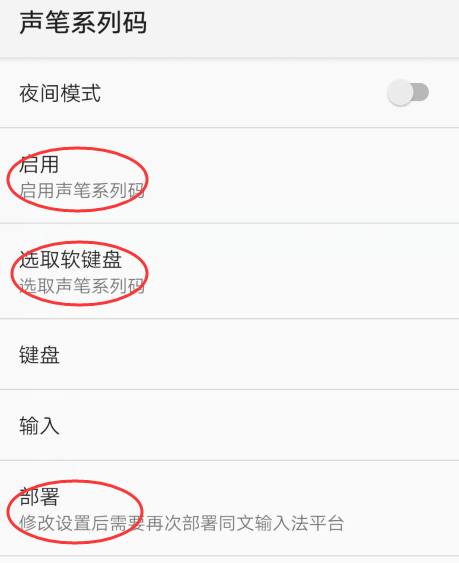 声笔系列码
夜间模式
启用
启用声笔系列码
选取软键盘
选取声笔系列码
键盘
输入
部署
修改设置后需要再次部署同文输入法平台